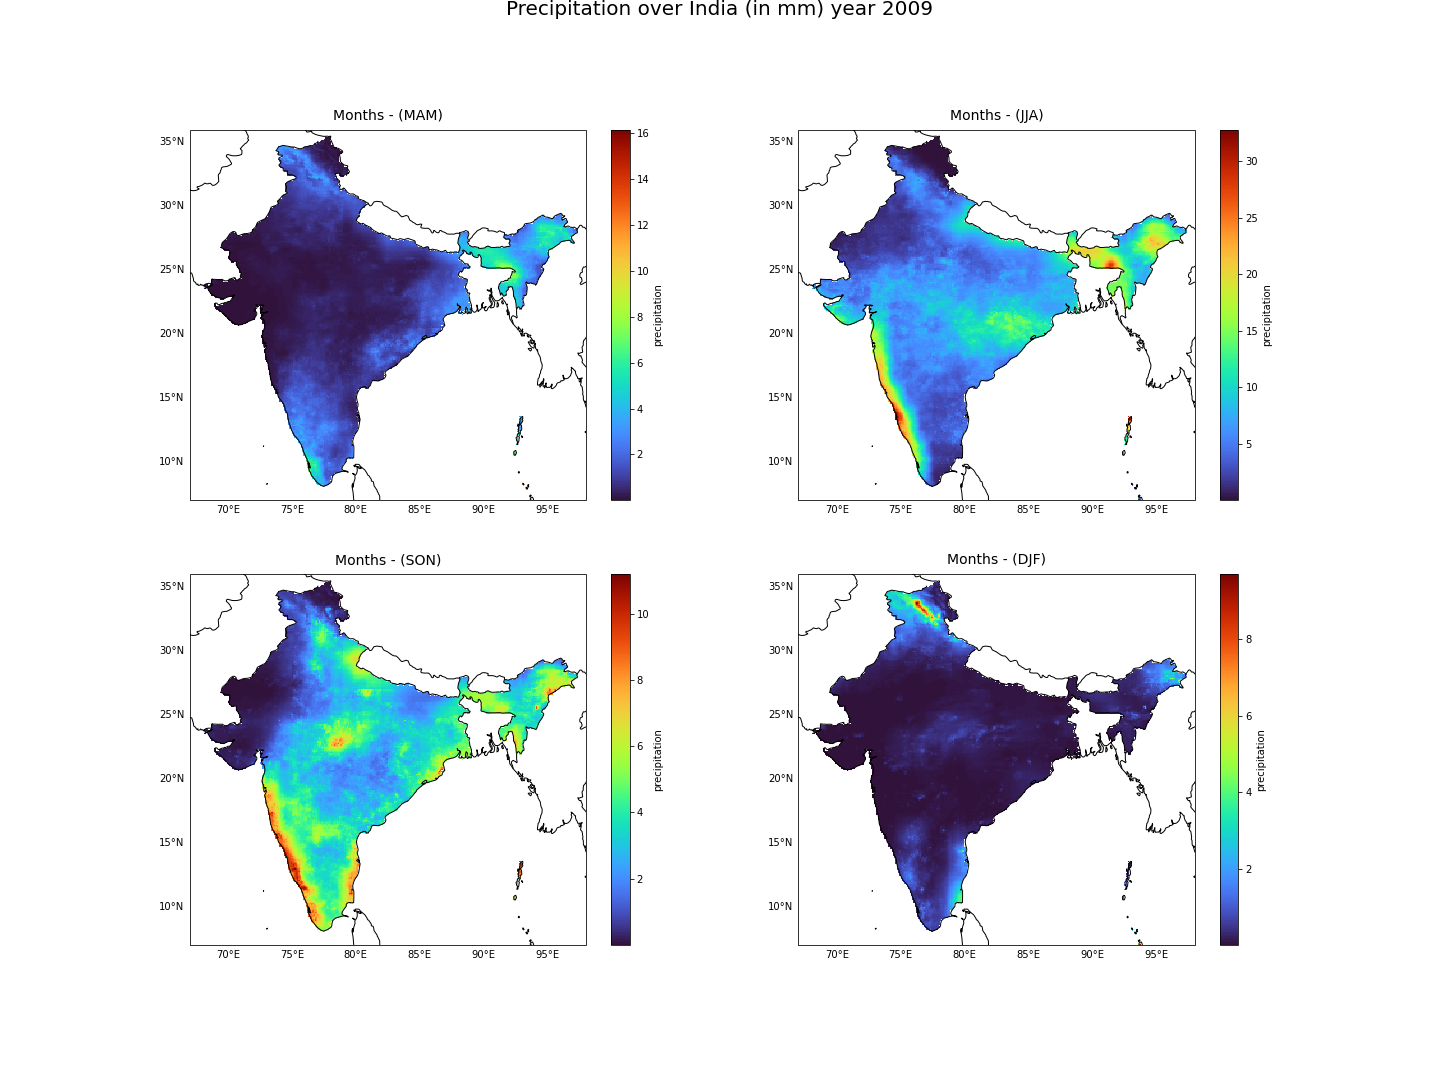 Precipitation over India (in mm) year 2009
Months - (MAM)
35°N
30°N
25°N
20°N
15°N
10°N
70°E 75°E 80°E 85°E 90°E 95°E
16
14
12
10
8
6
4
2
precipitation
Months - (JJA)
35°N
30°N
25°N
20°N
15°N
10°N
70°E 75°E 80°E 85°E 90°E 95°E
30
25
20
15
10
5
precipitation
Months - (SON)
35°N
30°N
25°N
20°N
15°N
10°N
70°E 75°E 80°E 85°E 90°E 95°E
10
8
6
4
2
precipitation
Months - (DJF)
35°N
30°N
25°N
20°N
15°N
10°N
70°E 75°E 80°E 85°E 90°E 95°E
8
6
4
2
precipitation